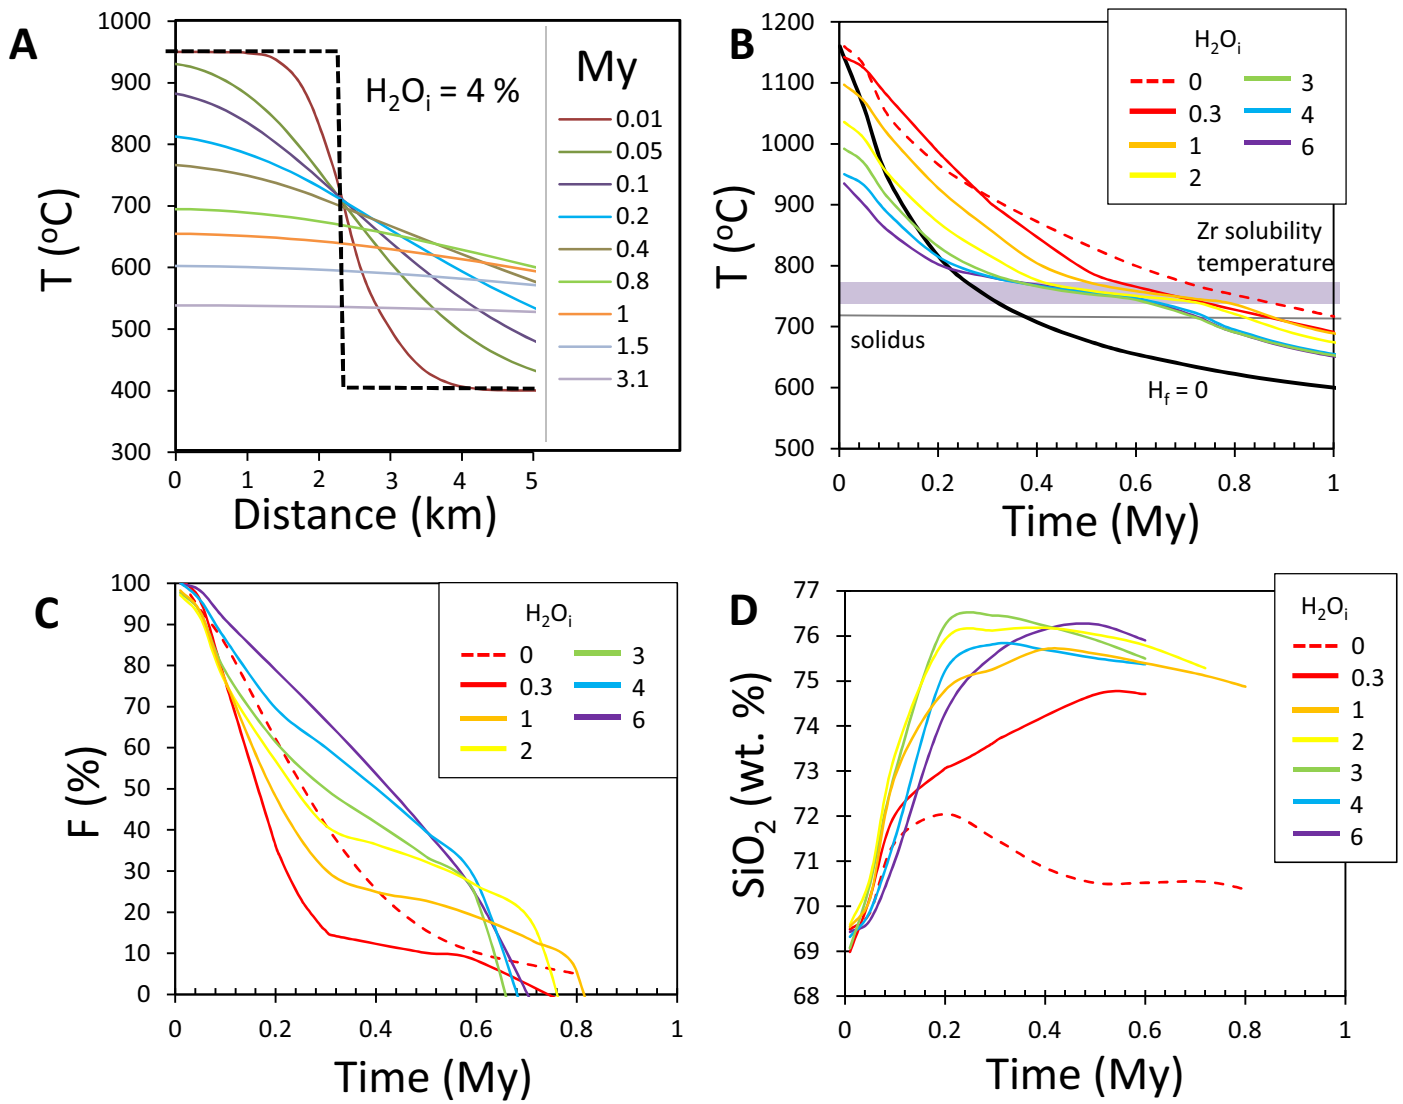 A
1000
900
800
700
600
500
400
300
T (oC)
H2Oi = 4 %
My
0.01
0.05
0.1
0.2
0.4
0.8
1
1.5
3.1
0 1 2 3 4 5
Distance (km)
B
1200
1100
1000
900
800
700
600
500
T (oC)
H2Oi
0 3
0.3 4
1 6
2
Zr solubility
temperature
solidus
Hf = 0
0 0.2 0.4 0.6 0.8 1
Time (My)
C
100
90
80
70
60
50
40
30
20
10
0
F (%)
H2Oi
0 3
0.3 4
1 6
2
0 0.2 0.4 0.6 0.8 1
Time (My)
D
77
76
75
74
73
72
71
70
69
68
SiO2 (wt. %)
H2Oi
0
0.3
1
2
3
4
6
0 0.2 0.4 0.6 0.8 1
Time (My)